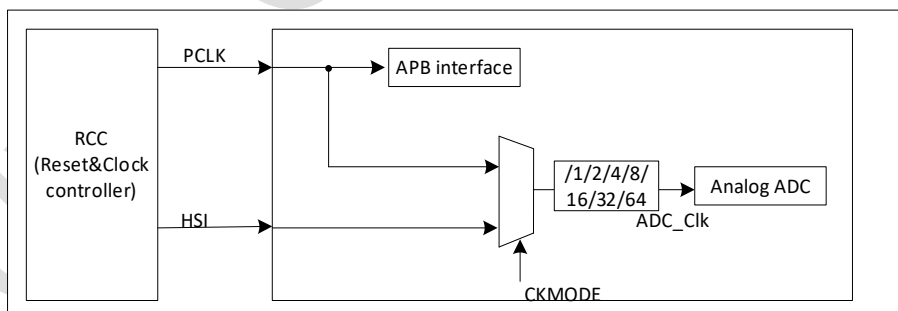 PCLK
APB interface
RCC
(Reset&Clock
controller)
/1/2/4/8/
16/32/64
Analog ADC
HSI
ADC_Clk
CKMODE